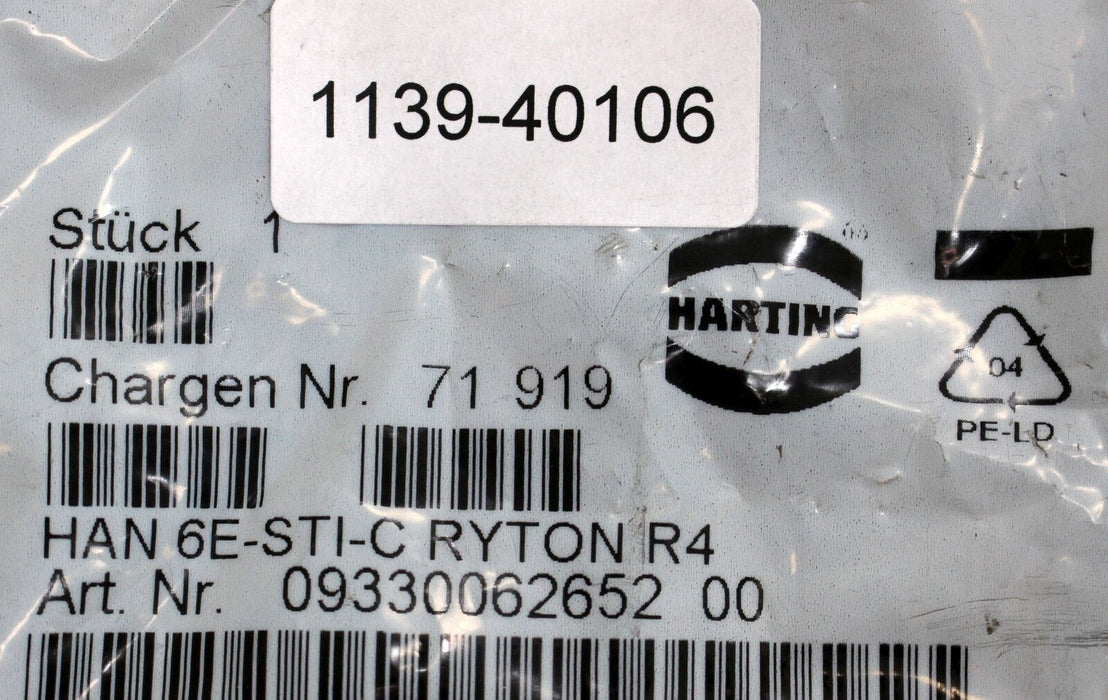 1139-40106
Stück 1
HARTING
04
PE-LD
Chargen Nr. 71 919
HAN 6E-STI-C RYTON R4
Art. Nr. 09330062652 00